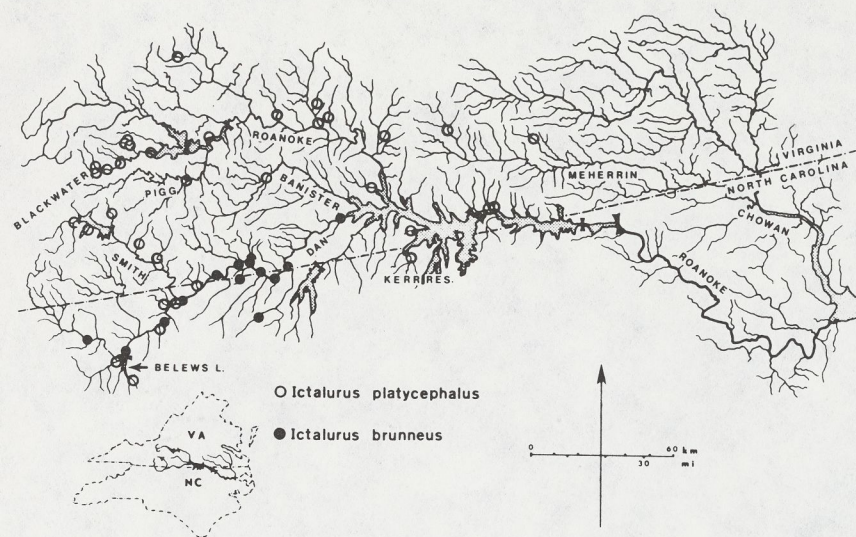 ROANOKE
BLACKWATER
PIGG
BANISTER
MEHERRIN
VIRGINIA
NORTH CAROLINA
CHOWAN
SMITH
DAN
ROANOKE
KERR RES.
BELEWS L.
Ictalurus platycephalus
Ictalurus brunneus
VA
NC
0 60 km
30 mi